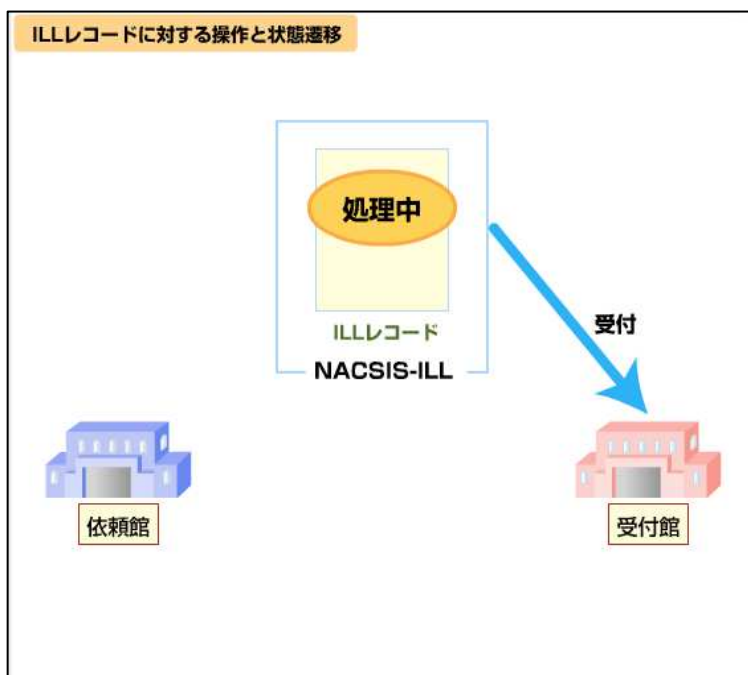 ILLレコードに対する操作と状態遷移
処理中
ILLレコード
NACSIS-ILL
受付
依頼館
受付館